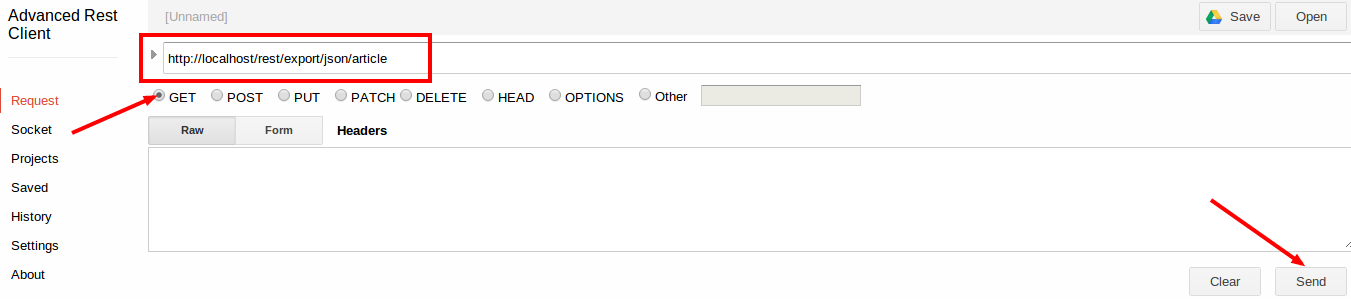 Advanced Rest
Client
[Unnamed]
Save
Open
http://localhost/rest/export/json/article
GET POST PUT PATCH DELETE HEAD OPTIONS Other
Raw Form Headers
Request
Socket
Projects
Saved
History
Settings
About
Clear Send